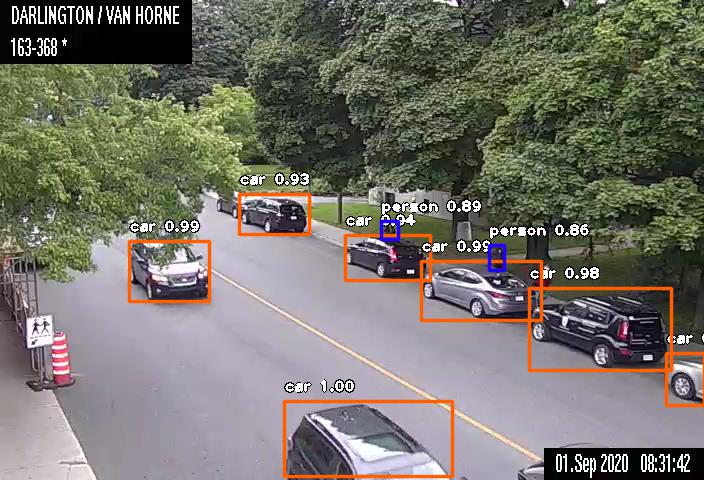 DARLINGTON / VAN HORNE
163-368 *
car 0.93
person 0.89
car 0.94
car 0.99
person 0.86
car 0.99
car 0.98
car
car 1.00
01.Sep 2020 08:31:42